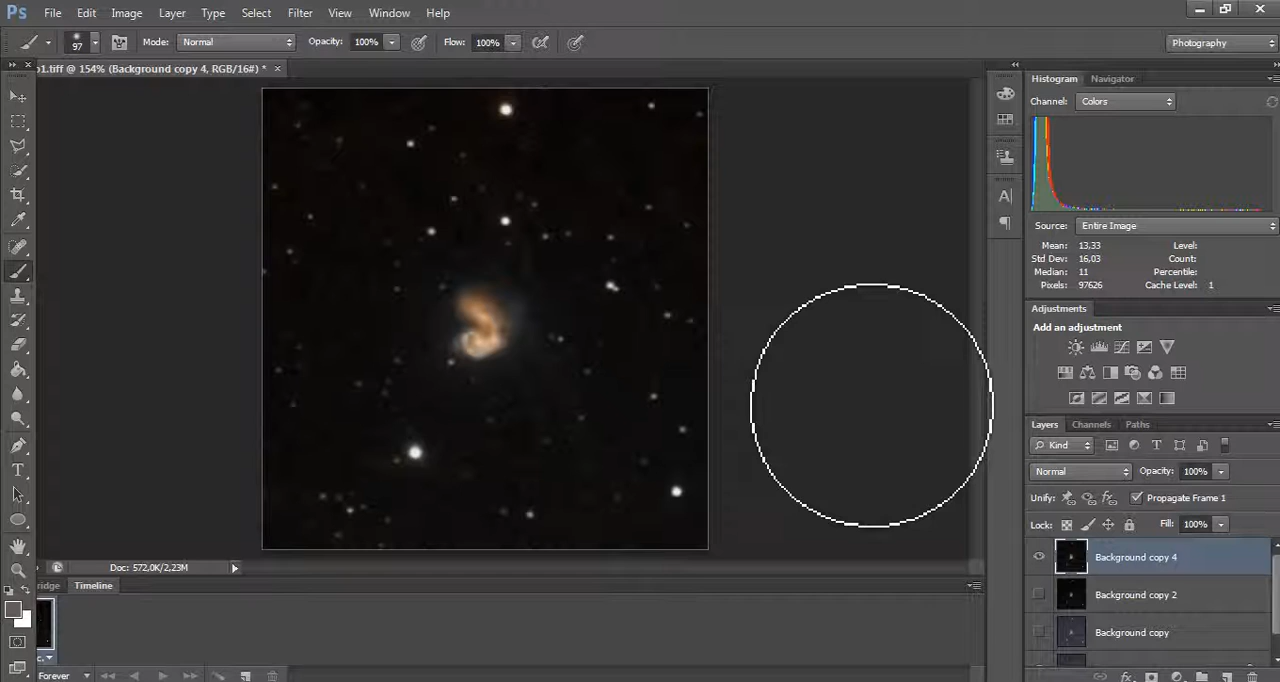 Ps File Edit Image Layer Type Select Filter View Window Help
97 Mode: Normal Opacity: 100% Flow: 100% Photography
p1.tiff @ 154% (Background copy 4, RGB/16#) * ×
Histogram Navigator
Channel: Colors
Source: Entire Image
Mean: 13,33 Level:
Std Dev: 16,03 Count:
Median: 11 Percentile:
Pixels: 97626 Cache Level: 1
Adjustments
Add an adjustment
Layers Channels Paths
Kind
Normal Opacity: 100%
Unify: Propagate Frame 1
Lock: Fill: 100%
Background copy 4
Background copy 2
Background copy
Doc: 572,0K/2,23M
ridge Timeline
Forever